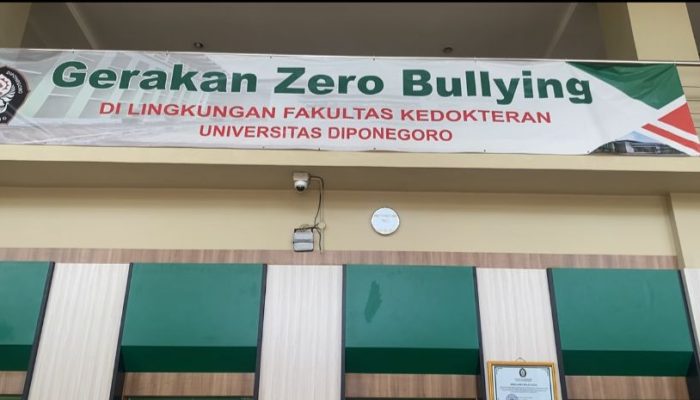 Gerakan Zero Bullying
DI LINGKUNGAN FAKULTAS KEDOKTERAN
UNIVERSITAS DIPONEGORO